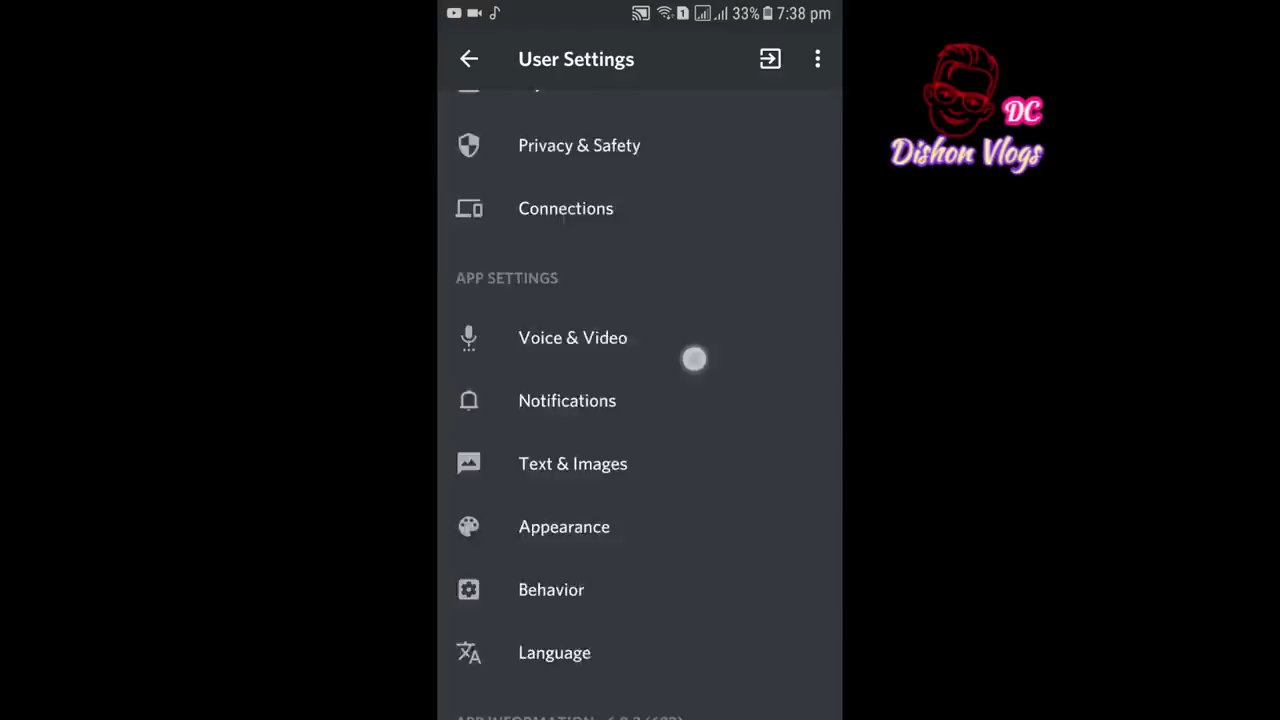 33% 7:38 pm
User Settings
Privacy & Safety
Connections
APP SETTINGS
Voice & Video
Notifications
Text & Images
Appearance
Behavior
Language
DC
Dishon Vlogs